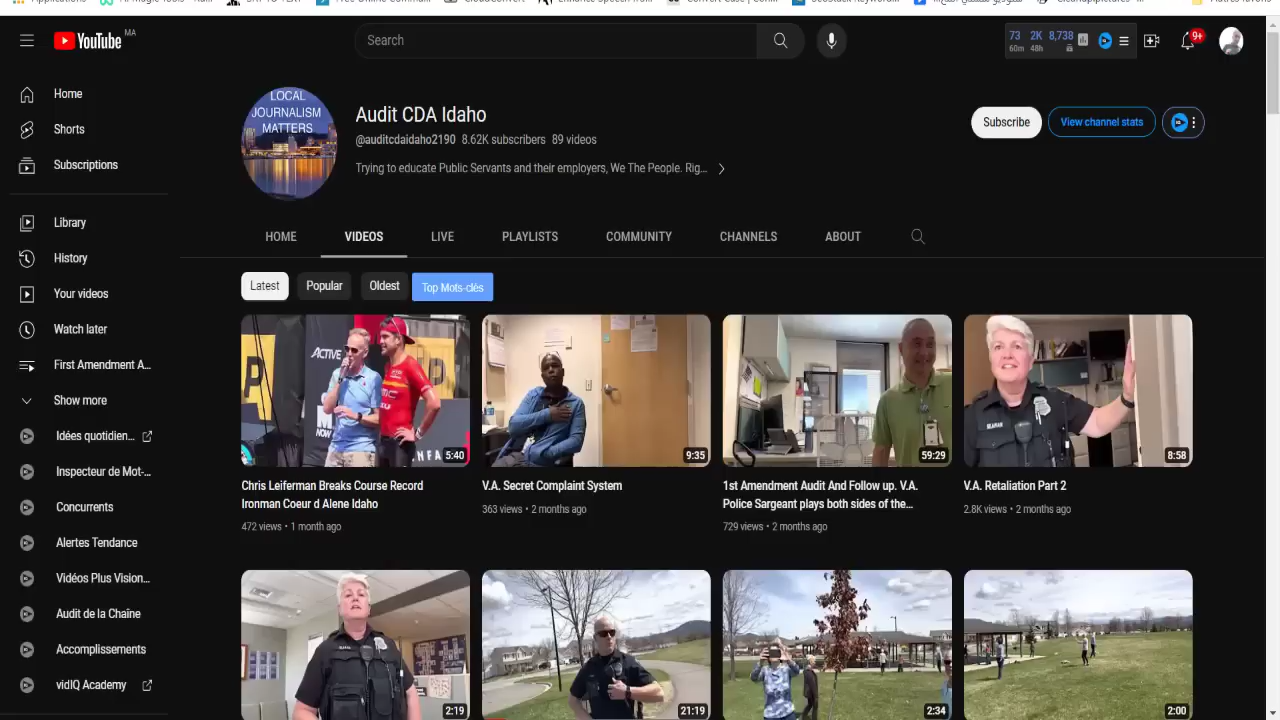 Applications
YouTube MA
Search
73 2K 8,738
60m 48h
9+
Home
Shorts
Subscriptions
Library
History
Your videos
Watch later
First Amendment A...
Show more
Idées quotidien...
Inspecteur de Mot-...
Concurrents
Alertes Tendance
Vidéos Plus Vision...
Audit de la Chaîne
Accomplissements
vidIQ Academy
LOCAL
JOURNALISM
MATTERS
Audit CDA Idaho
@auditcdaidaho2190 8.62K subscribers 89 videos
Trying to educate Public Servants and their employers, We The People. Rig...
Subscribe
View channel stats
HOME VIDEOS LIVE PLAYLISTS COMMUNITY CHANNELS ABOUT
Latest Popular Oldest Top Mots-clés
ACTIVE
5:40
9:35
59:29
8:58
Chris Leiferman Breaks Course Record
Ironman Coeur d Alene Idaho
472 views • 1 month ago
V.A. Secret Complaint System
363 views • 2 months ago
1st Amendment Audit And Follow up. V.A.
Police Sargeant plays both sides of the...
729 views • 2 months ago
V.A. Retaliation Part 2
2.8K views • 2 months ago
2:19
21:19
2:34
2:00